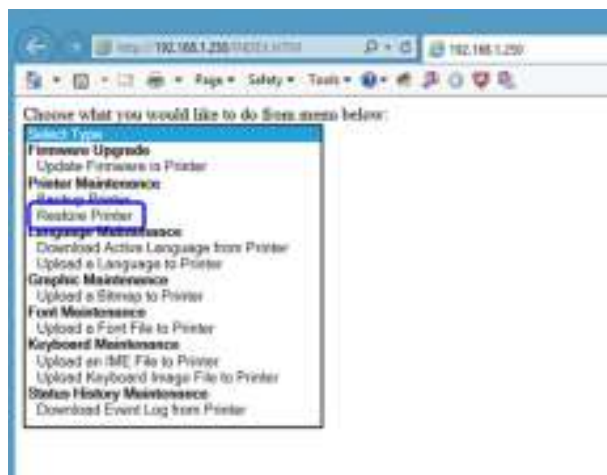 192.168.1.250
192.168.1.250
Page Safety Tools
Choose what you would like to do from menu below:
Select Type
Firmware Upgrade
Update Firmware in Printer
Printer Maintenance
Backup Printer
Restore Printer
Language Maintenance
Download Active Language from Printer
Upload a Language to Printer
Graphic Maintenance
Upload a Bitmap to Printer
Font Maintenance
Upload a Font File to Printer
Keyboard Maintenance
Upload an IME File to Printer
Upload Keyboard Image File to Printer
Status History Maintenance
Download Event Log from Printer